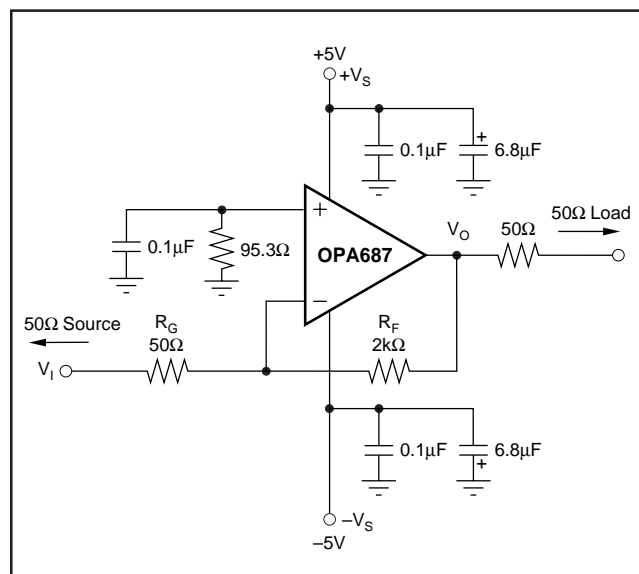 +5V
+V_S
0.1µF
6.8µF
+
0.1µF
95.3Ω
+
−
OPA687
V_O
50Ω
50Ω Load
50Ω Source
V_I
R_G
50Ω
R_F
2kΩ
0.1µF
6.8µF
+
−V_S
–5V